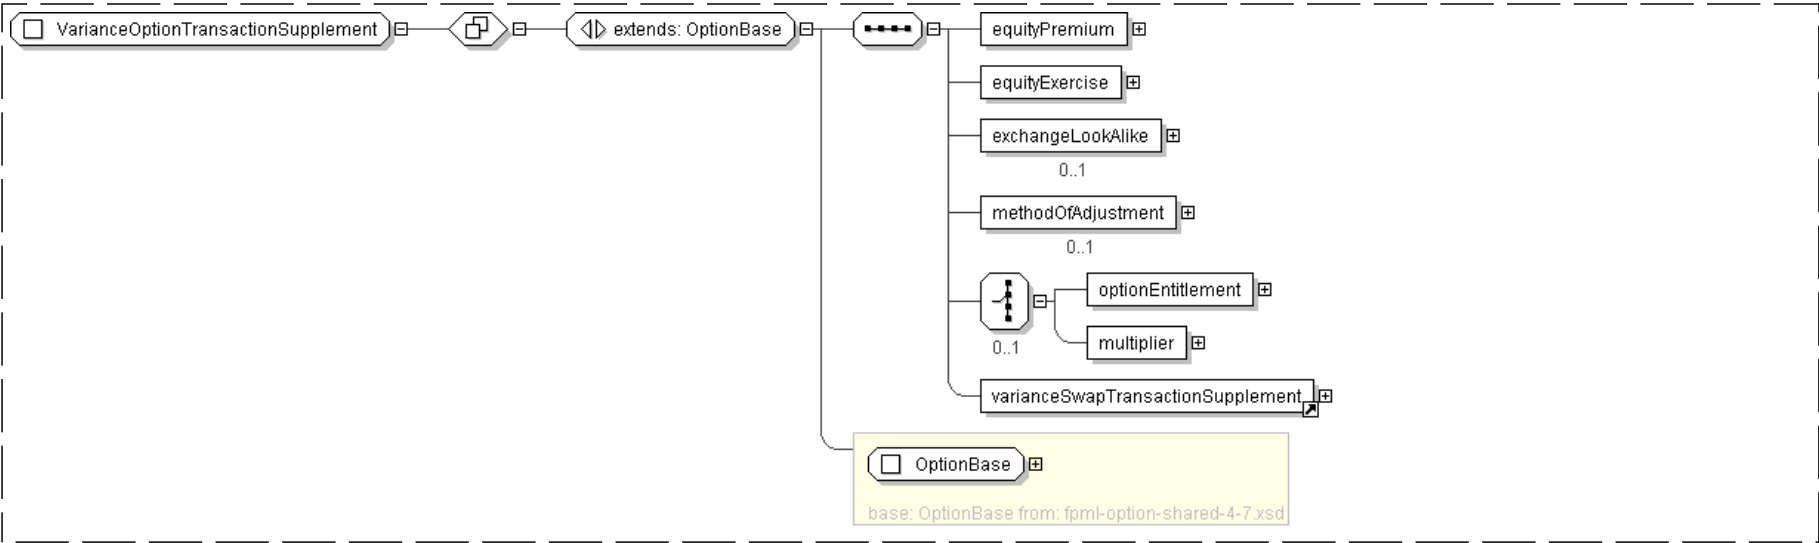 VarianceOptionTransactionSupplement
extends: OptionBase
equityPremium
equityExercise
exchangeLookAlike
0..1
methodOfAdjustment
0..1
optionEntitlement
multiplier
0..1
varianceSwapTransactionSupplement
OptionBase
base: OptionBase from: fpml-option-shared-4-7.xsd